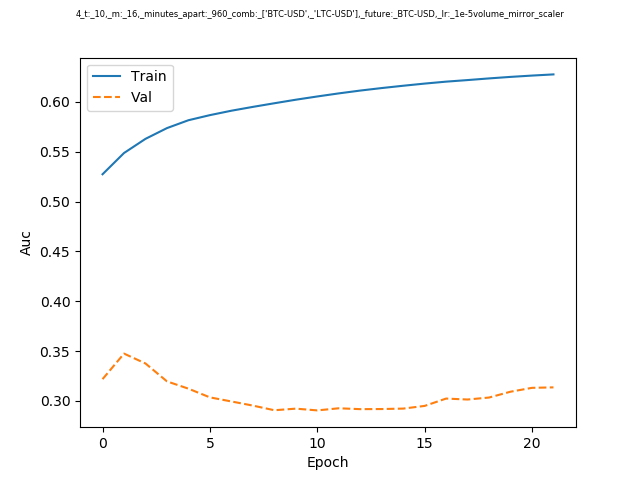 4_t:_10,_m:_16,_minutes_apart:_960_comb:_['BTC-USD',_'LTC-USD'],_future:_BTC-USD,_lr:_1e-5volume_mirror_scaler
Train
Val
0.60
0.55
0.50
0.45
0.40
0.35
0.30
Auc
0 5 10 15 20
Epoch